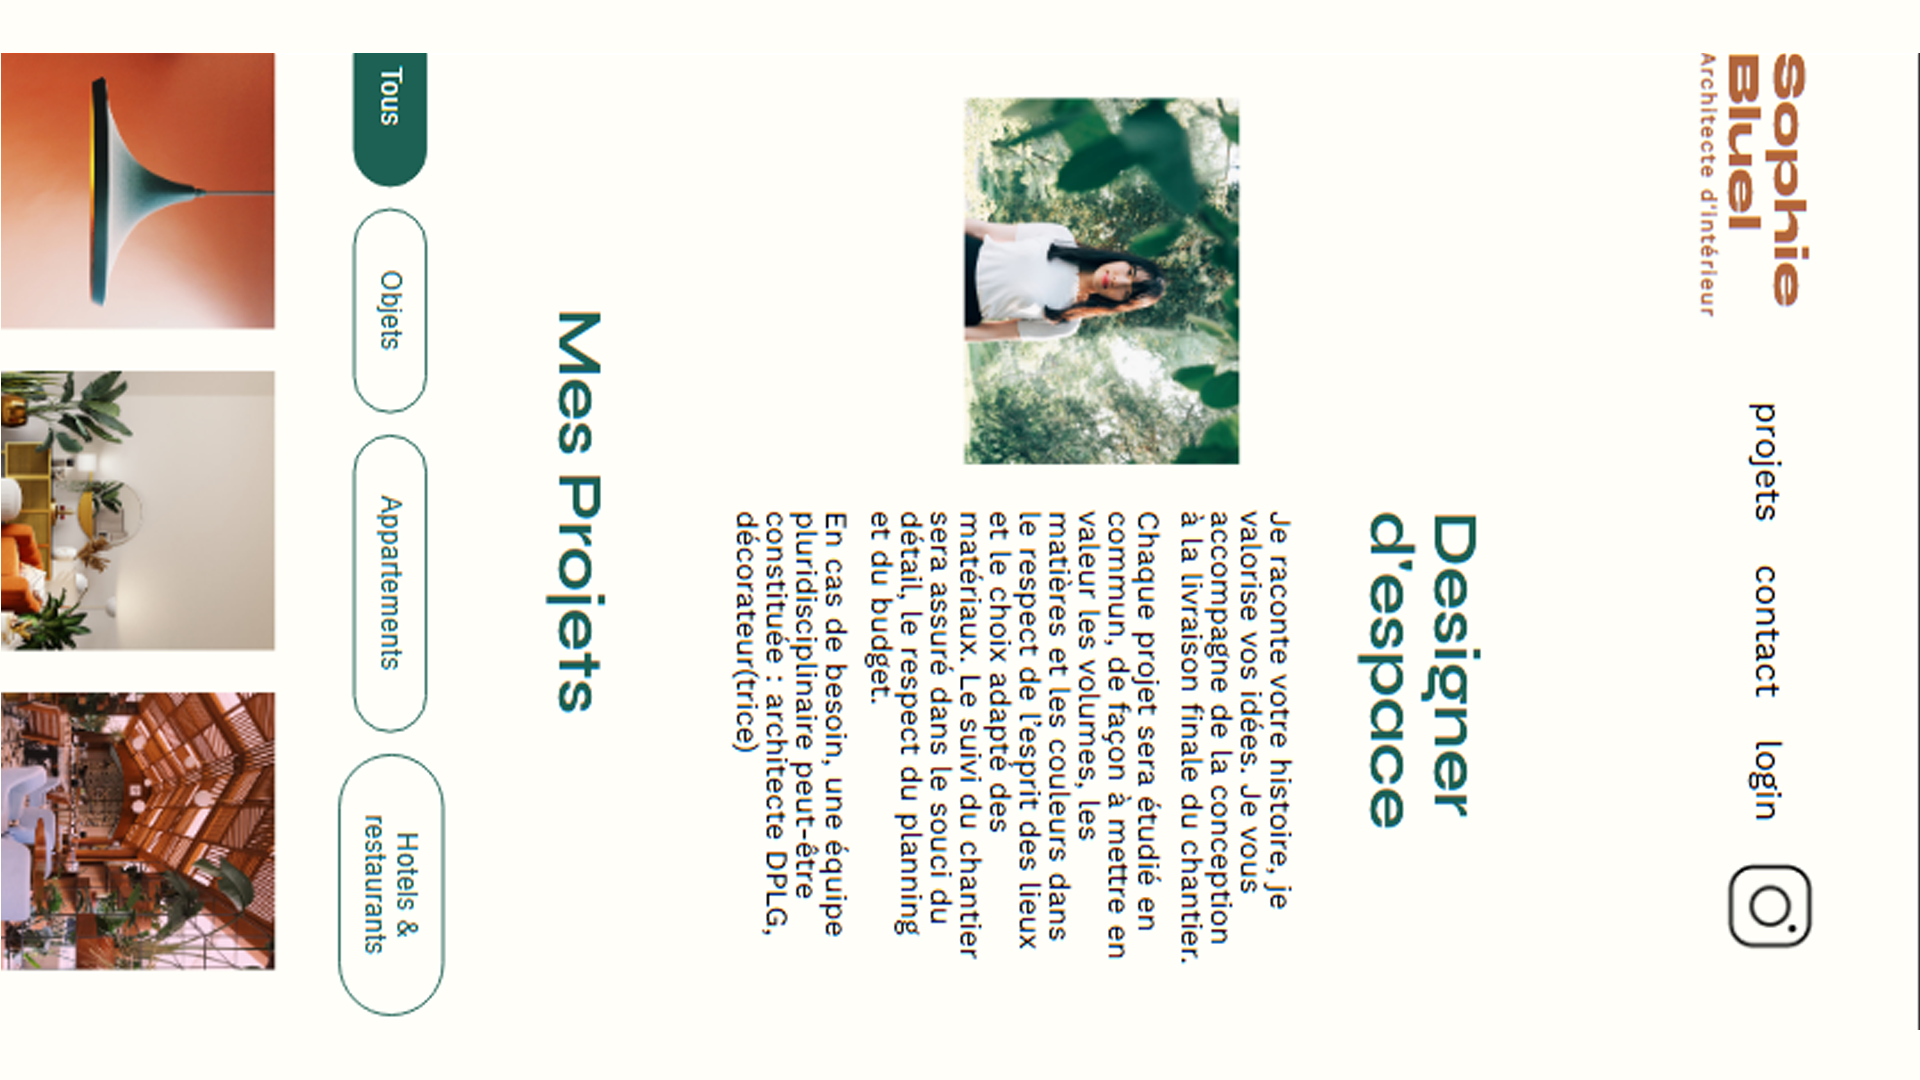 Sophie
Bluel
Architecte d'intérieur
projets
contact
login
Designer
d'espace
Je raconte votre histoire, je
valorise vos idées. Je vous
accompagne de la conception
à la livraison finale du chantier.
Chaque projet sera étudié en
commun, de façon à mettre en
valeur les volumes, les
matières et les couleurs dans
le respect de l'esprit des lieux
et le choix adapté des
matériaux. Le suivi du chantier
sera assuré dans le souci du
détail, le respect du planning
et du budget.
En cas de besoin, une équipe
pluridisciplinaire peut-être
constituée : architecte DPLG,
décorateur(trice)
Mes Projets
Tous
Objets
Appartements
Hotels &
restaurants